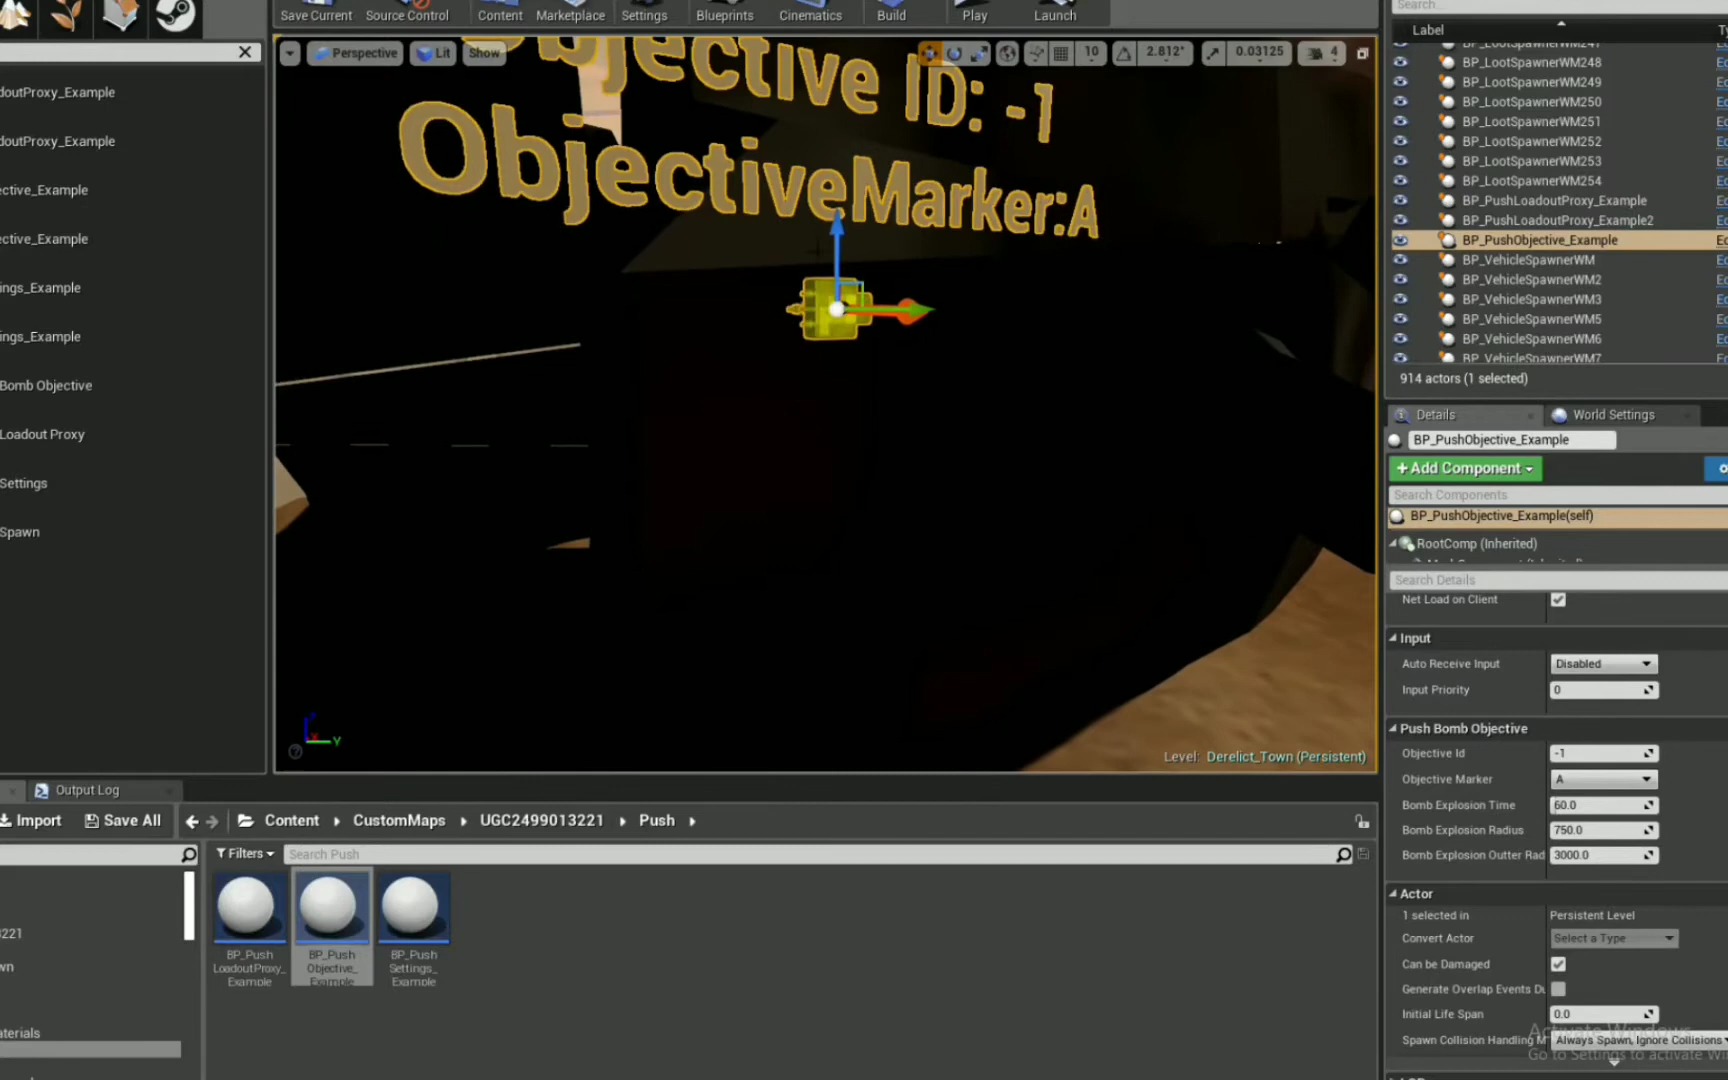 Save Current
Source Control
Content
Marketplace
Settings
Blueprints
Cinematics
Build
Play
Launch
doutProxy_Example
doutProxy_Example
ective_Example
ective_Example
ings_Example
ings_Example
Bomb Objective
Loadout Proxy
Settings
Spawn
Perspective
Lit
Show
10
2.812°
0.03125
4
Objective ID: -1
ObjectiveMarker:A
Level: Derelict_Town (Persistent)
Search...
Label
BP_LootSpawnerWM247
BP_LootSpawnerWM248
BP_LootSpawnerWM249
BP_LootSpawnerWM250
BP_LootSpawnerWM251
BP_LootSpawnerWM252
BP_LootSpawnerWM253
BP_LootSpawnerWM254
BP_PushLoadoutProxy_Example
BP_PushLoadoutProxy_Example2
BP_PushObjective_Example
BP_VehicleSpawnerWM
BP_VehicleSpawnerWM2
BP_VehicleSpawnerWM3
BP_VehicleSpawnerWM5
BP_VehicleSpawnerWM6
BP_VehicleSpawnerWM7
914 actors (1 selected)
Details
World Settings
BP_PushObjective_Example
+Add Component
Search Components
BP_PushObjective_Example(self)
RootComp (Inherited)
Search Details
Net Load on Client
Input
Auto Receive Input Disabled
Input Priority 0
Push Bomb Objective
Objective Id -1
Objective Marker A
Bomb Explosion Time 60.0
Bomb Explosion Radius 750.0
Bomb Explosion Outter Rad 3000.0
Actor
1 selected in Persistent Level
Convert Actor Select a Type
Can be Damaged
Generate Overlap Events Du
Initial Life Span 0.0
Spawn Collision Handling M Always Spawn, Ignore Collisions
Activate Windows
Go to Settings to activate Wi
Output Log
Import
Save All
Content
CustomMaps
UGC2499013221
Push
Filters
Search Push
BP_Push
LoadoutProxy_
Example
BP_Push
Objective_
Example
BP_Push
Settings_
Example
3221
wn
aterials